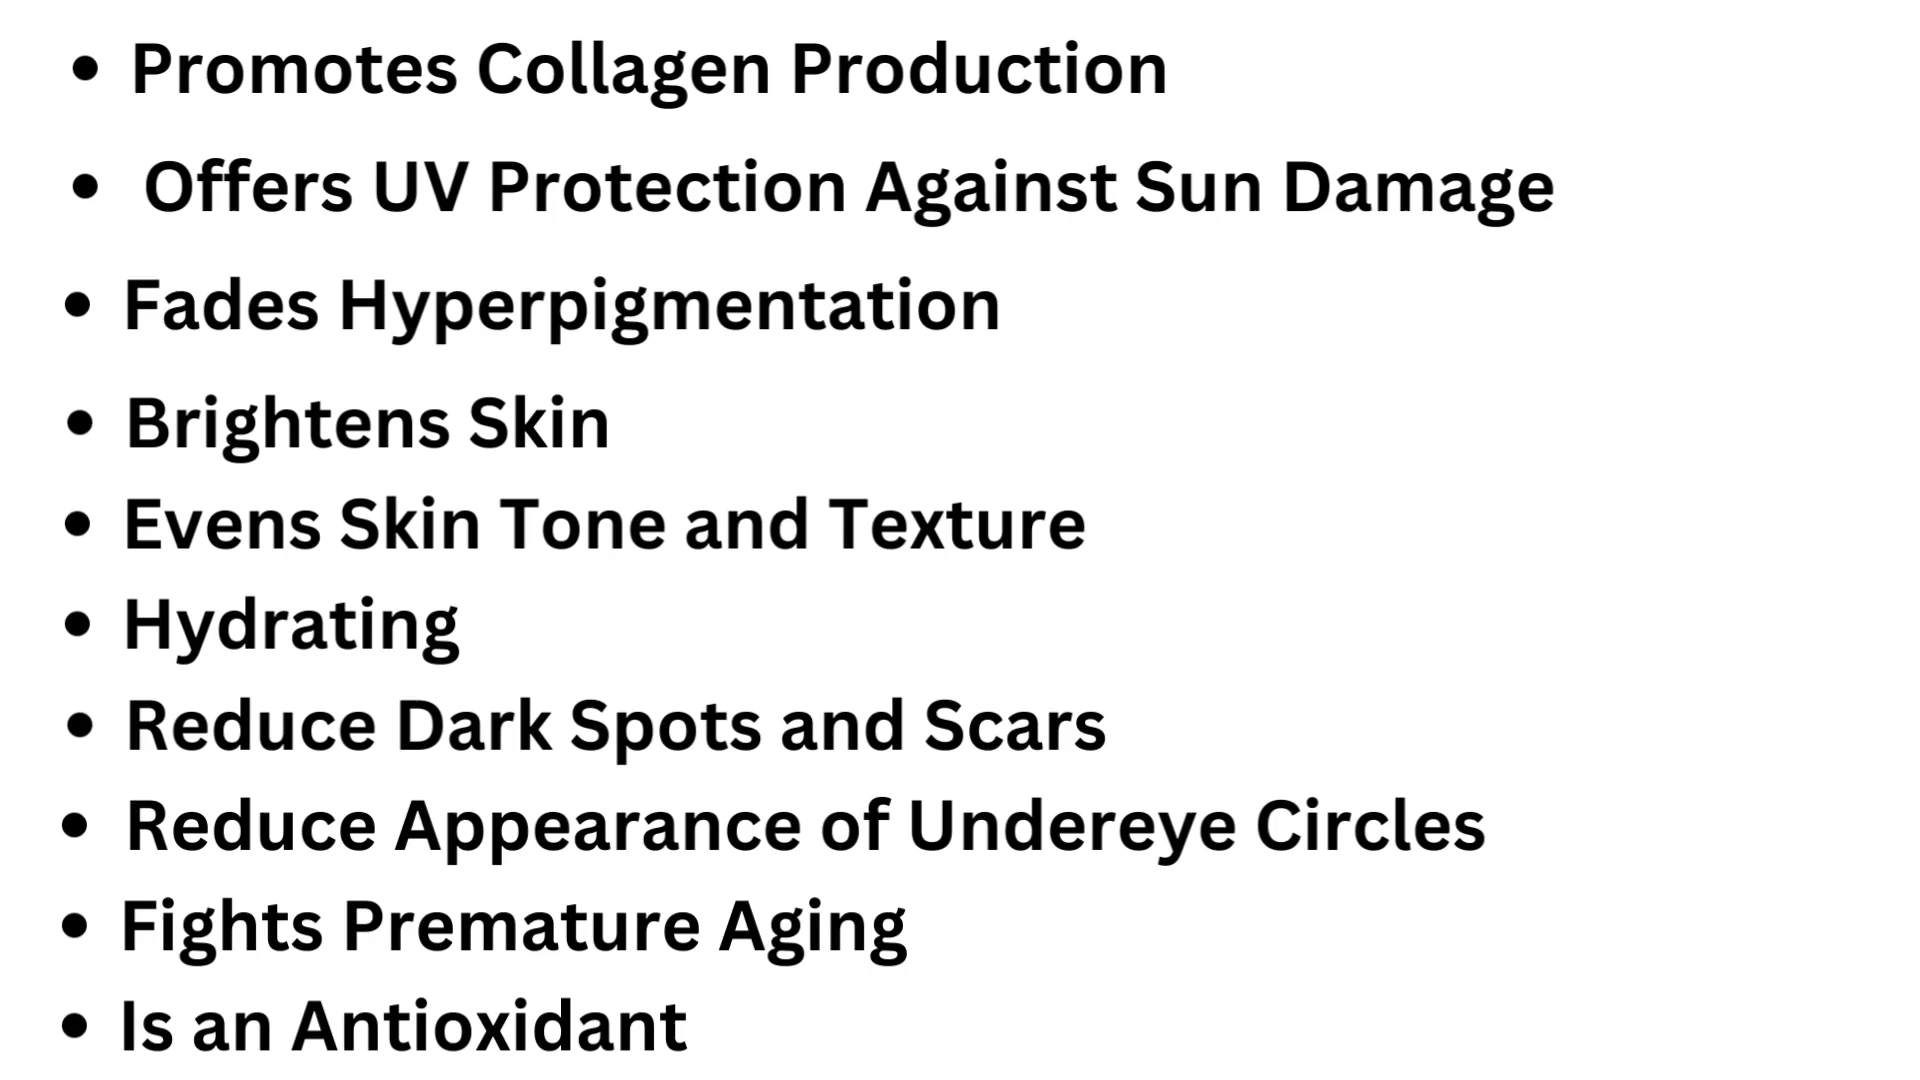 • Promotes Collagen Production
• Offers UV Protection Against Sun Damage
• Fades Hyperpigmentation
• Brightens Skin
• Evens Skin Tone and Texture
• Hydrating
• Reduce Dark Spots and Scars
• Reduce Appearance of Undereye Circles
• Fights Premature Aging
• Is an Antioxidant